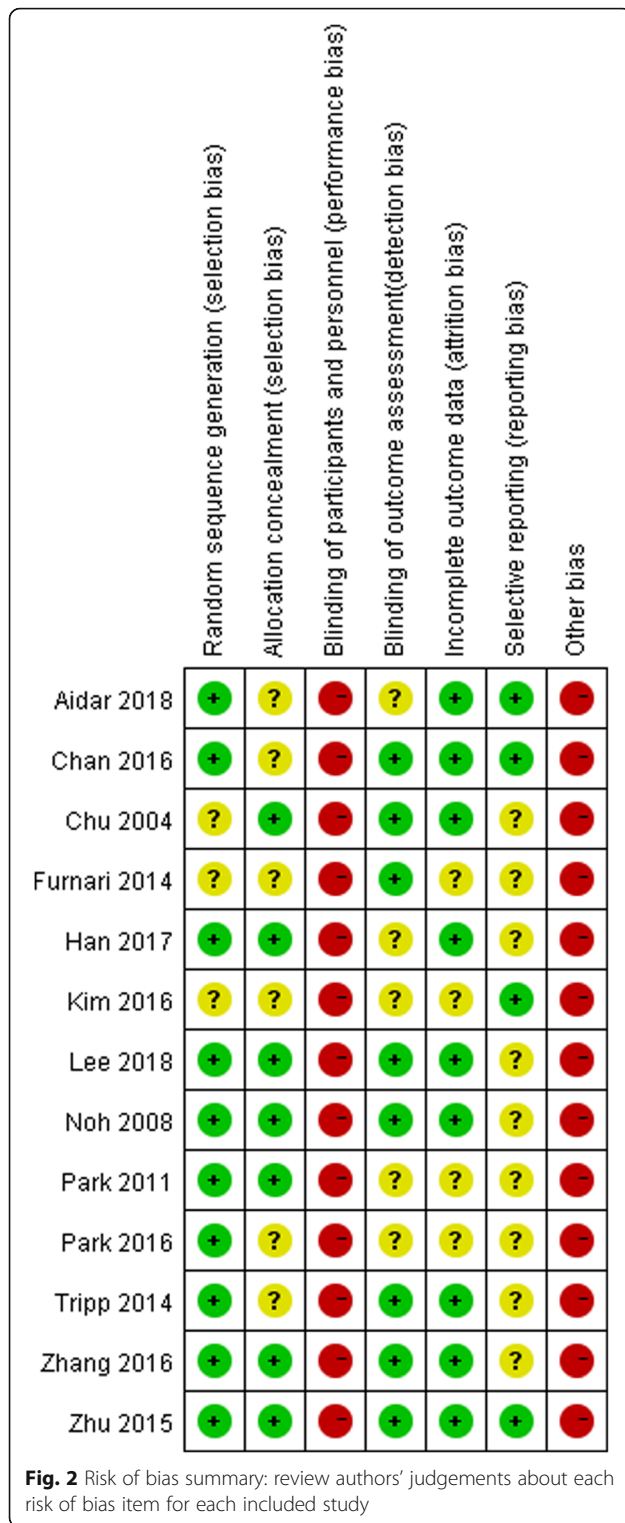 Random sequence generation (selection bias)
Allocation concealment (selection bias)
Blinding of participants and personnel (performance bias)
Blinding of outcome assessment(detection bias)
Incomplete outcome data (attrition bias)
Selective reporting (reporting bias)
Other bias
Aidar 2018 + ? - ? + + -
Chan 2016 + ? - + + + -
Chu 2004 ? + - + + ? -
Furnari 2014 ? ? - + ? ? -
Han 2017 + + - ? + ? -
Kim 2016 ? ? - ? ? + -
Lee 2018 + + - + + ? -
Noh 2008 + + - + + ? -
Park 2011 + + - ? ? ? -
Park 2016 + ? - ? ? ? -
Tripp 2014 + ? - + + ? -
Zhang 2016 + + - + + ? -
Zhu 2015 + + - + + + -
Fig. 2 Risk of bias summary: review authors' judgements about each
risk of bias item for each included study